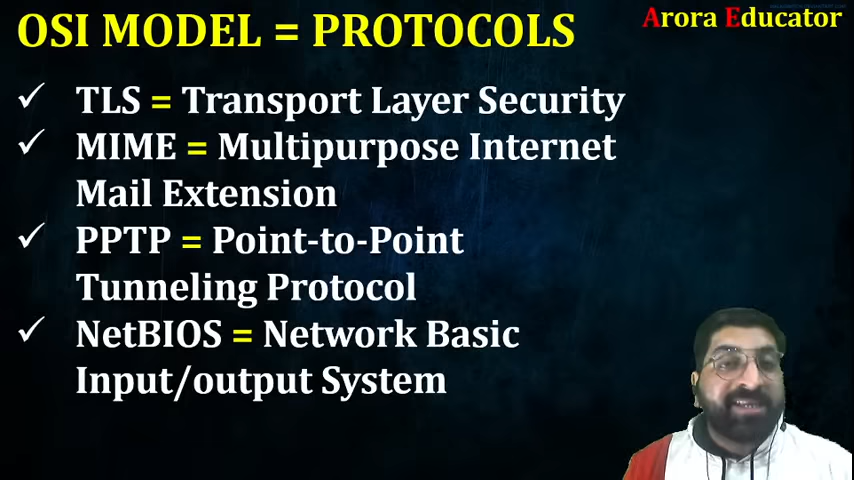 OSI MODEL = PROTOCOLS
Arora Educator
TLS = Transport Layer Security
MIME = Multipurpose Internet
Mail Extension
PPTP = Point-to-Point
Tunneling Protocol
NetBIOS = Network Basic
Input/output System